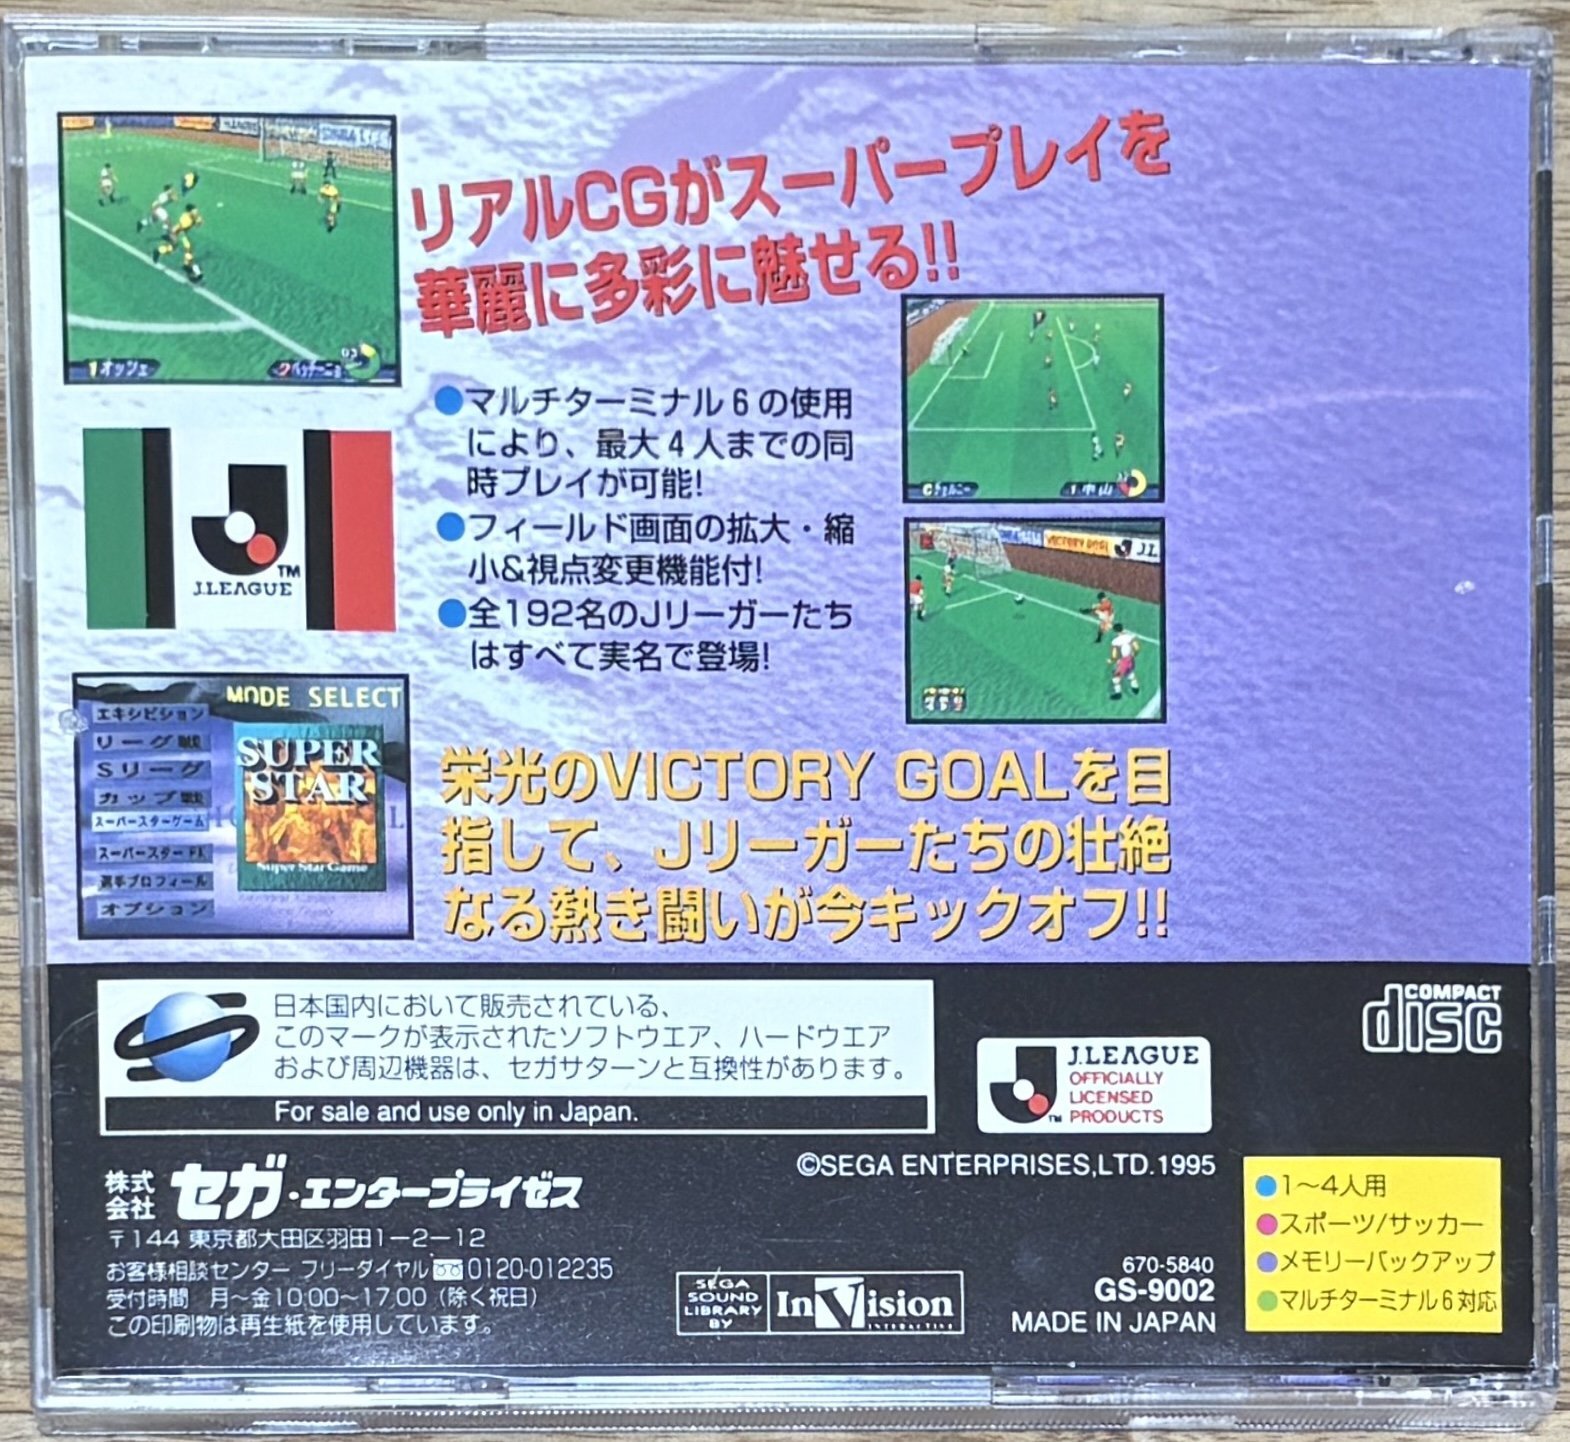 リアルCGがスーパープレイを
華麗に多彩に魅せる!!
1 オッツェ
J.LEAGUE™
●マルチターミナル6の使用
により、最大4人までの同
時プレイが可能!
●フィールド画面の拡大・縮
小&視点変更機能付!
●全192名のJリーガーたち
はすべて実名で登場!
1 中山
VICTORY GOAL
MODE SELECT
エキシビション
リーグ戦
Sリーグ
カップ戦
スーパースターゲーム
スーパースターPK
選手プロフィール
オプション
SUPER
STAR
Super Star Game
栄光のVICTORY GOALを目
指して、Jリーガーたちの壮絶
なる熱き闘いが今キックオフ!!
日本国内において販売されている、
このマークが表示されたソフトウエア、ハードウエア
および周辺機器は、セガサターンと互換性があります。
For sale and use only in Japan.
J.LEAGUE
OFFICIALLY
LICENSED
PRODUCTS
™
COMPACT
disc
株式
会社 セガ・エンタープライゼス
〒144 東京都大田区羽田1-2-12
お客様相談センター フリーダイヤル 0120-012235
受付時間 月〜金10:00〜17:00(除く祝日)
この印刷物は再生紙を使用しています。
©SEGA ENTERPRISES,LTD.1995
SEGA
SOUND
LIBRARY
BY
InVision
INTERACTIVE
670-5840
GS-9002
MADE IN JAPAN
●1〜4人用
●スポーツ/サッカー
●メモリーバックアップ
●マルチターミナル6対応